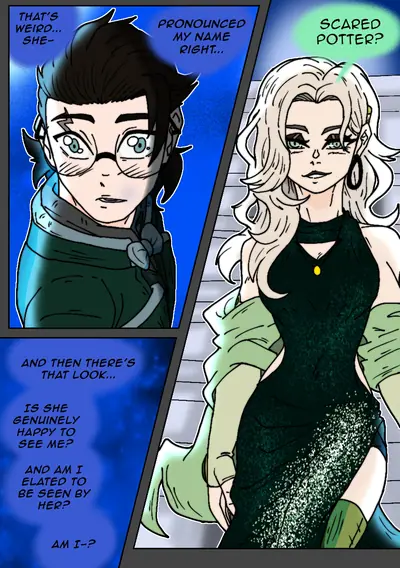 THAT'S
WEIRD...
SHE-
PRONOUNCED
MY NAME
RIGHT...
SCARED
POTTER?
AND THEN THERE'S
THAT LOOK...
IS SHE
GENUINELY
HAPPY TO
SEE ME?
AND AM I
ELATED TO
BE SEEN BY
HER?
AM I-?